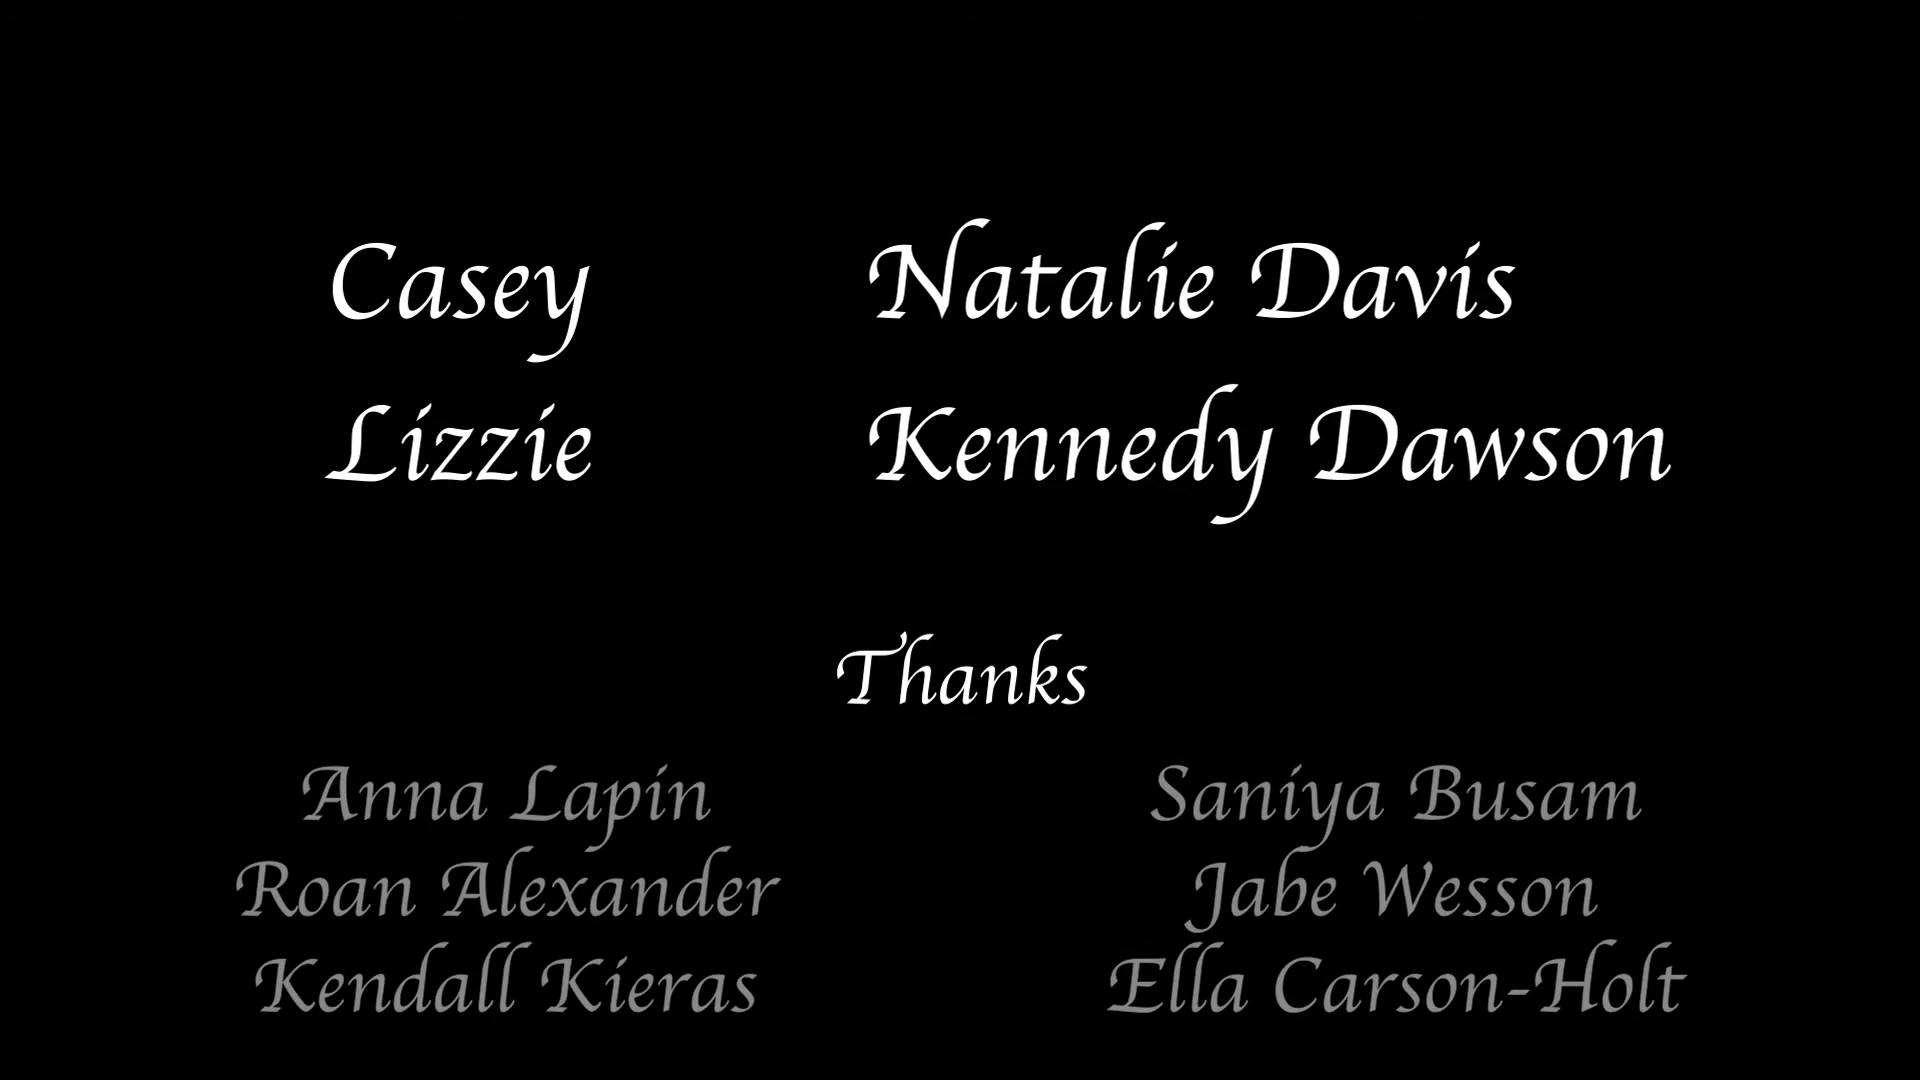 Casey Natalie Davis
Lizzie Kennedy Dawson
Thanks
Anna Lapin Saniya Busam
Roan Alexander Jabe Wesson
Kendall Kieras Ella Carson-Holt